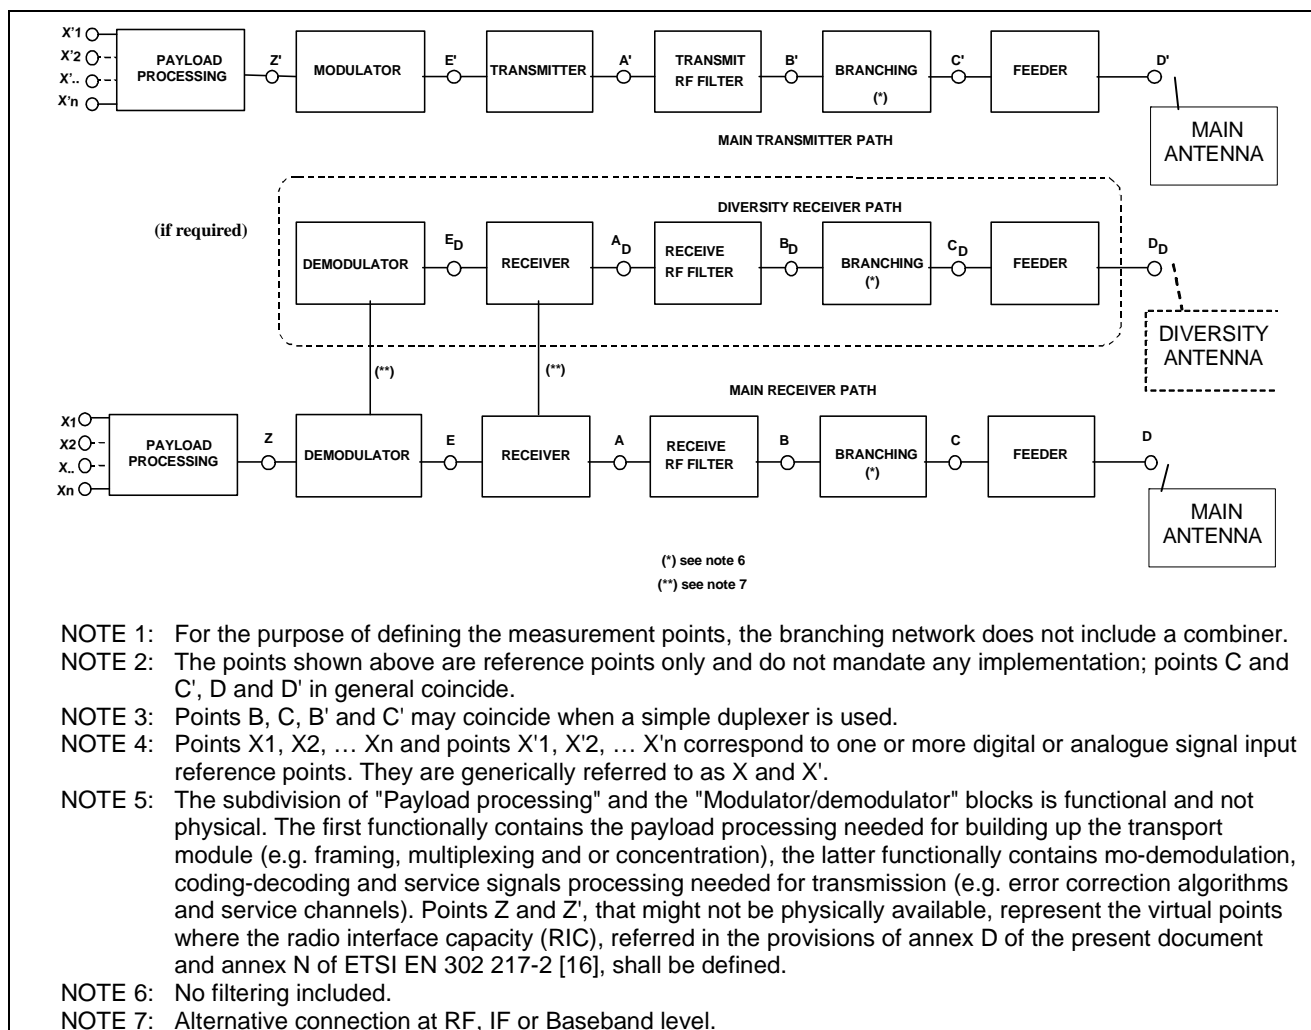 X'1
X'2
X'..
X'n
PAYLOAD
PROCESSING
Z'
MODULATOR
E'
TRANSMITTER
A'
TRANSMIT
RF FILTER
B'
BRANCHING
(*)
C'
FEEDER
D'
MAIN
ANTENNA
MAIN TRANSMITTER PATH
(if required)
DIVERSITY RECEIVER PATH
DEMODULATOR
ED
RECEIVER
AD
RECEIVE
RF FILTER
BD
BRANCHING
(*)
CD
FEEDER
DD
DIVERSITY
ANTENNA
(**)
(**)
MAIN RECEIVER PATH
X1
X2
X..
Xn
PAYLOAD
PROCESSING
Z
DEMODULATOR
E
RECEIVER
A
RECEIVE
RF FILTER
B
BRANCHING
(*)
C
FEEDER
D
MAIN
ANTENNA
(*) see note 6
(**) see note 7
NOTE 1: For the purpose of defining the measurement points, the branching network does not include a combiner.
NOTE 2: The points shown above are reference points only and do not mandate any implementation; points C and
C', D and D' in general coincide.
NOTE 3: Points B, C, B' and C' may coincide when a simple duplexer is used.
NOTE 4: Points X1, X2, … Xn and points X'1, X'2, … X'n correspond to one or more digital or analogue signal input
reference points. They are generically referred to as X and X'.
NOTE 5: The subdivision of "Payload processing" and the "Modulator/demodulator" blocks is functional and not
physical. The first functionally contains the payload processing needed for building up the transport
module (e.g. framing, multiplexing and or concentration), the latter functionally contains mo-demodulation,
coding-decoding and service signals processing needed for transmission (e.g. error correction algorithms
and service channels). Points Z and Z', that might not be physically available, represent the virtual points
where the radio interface capacity (RIC), referred in the provisions of annex D of the present document
and annex N of ETSI EN 302 217-2 [16], shall be defined.
NOTE 6: No filtering included.
NOTE 7: Alternative connection at RF, IF or Baseband level.